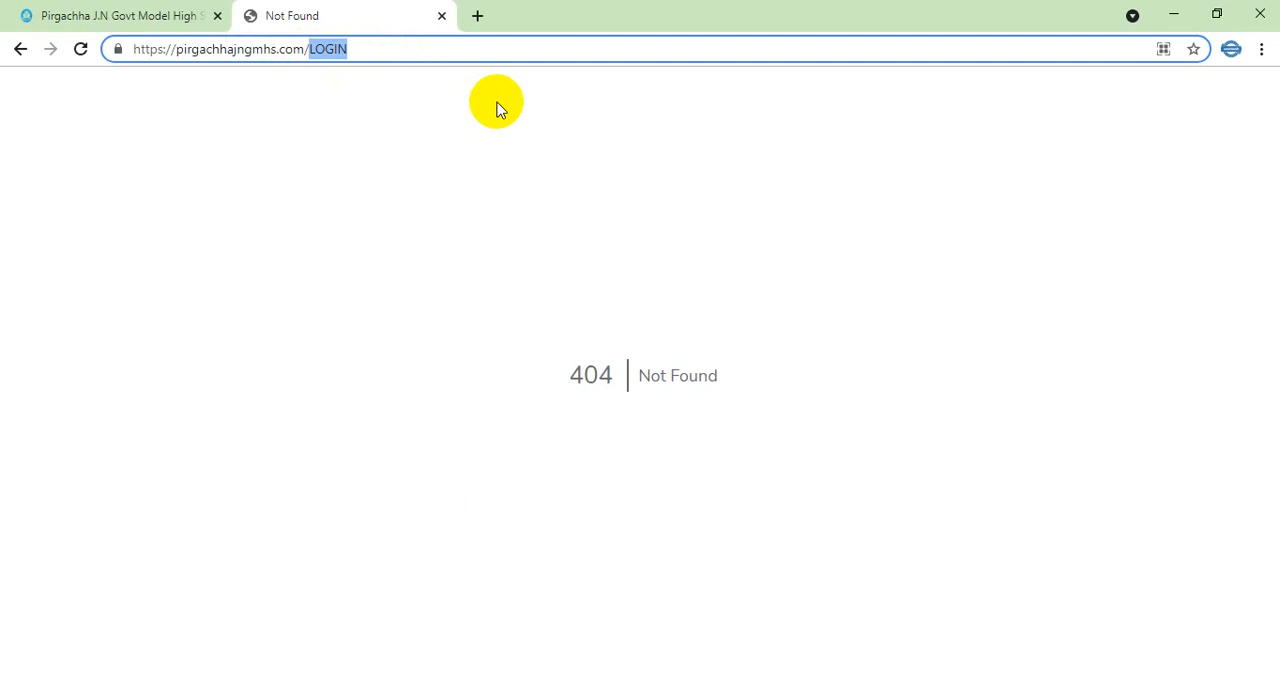 Pirgachha J.N Govt Model High S
Not Found
https://pirgachhajngmhs.com/LOGIN
404 Not Found